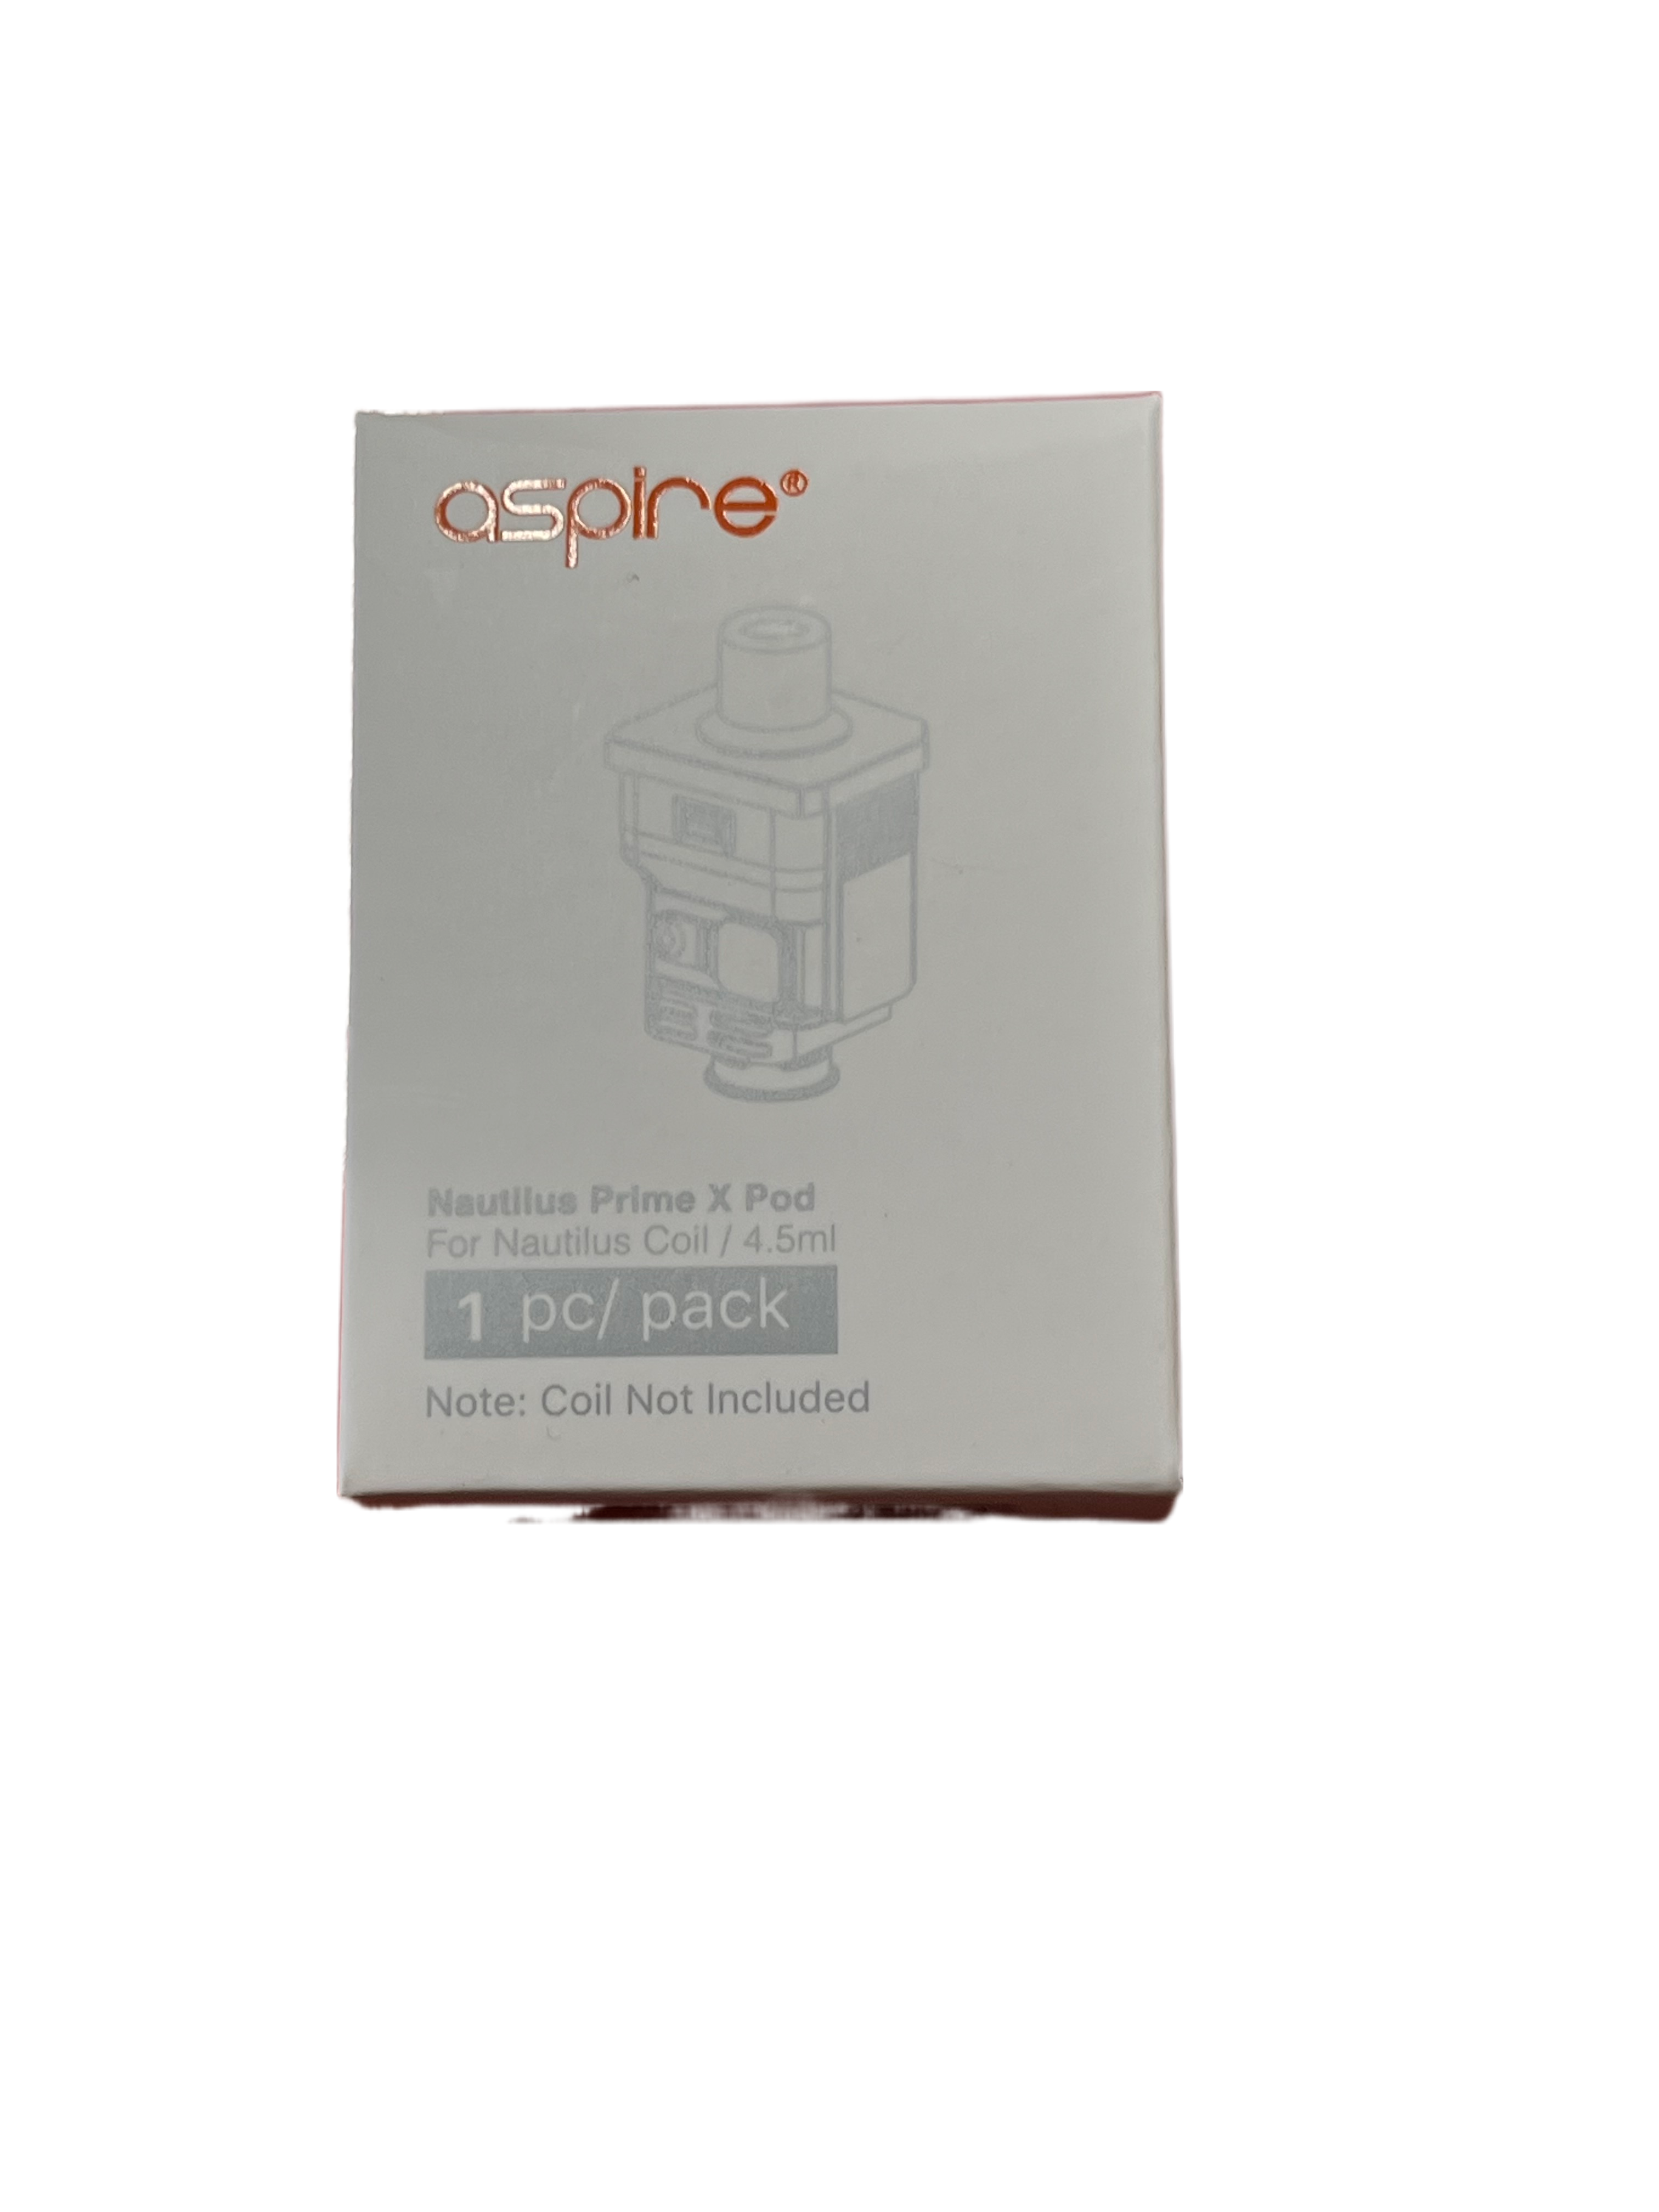 aspire®
Nautilus Prime X Pod
For Nautilus Coil / 4.5ml
1 pc/ pack
Note: Coil Not Included